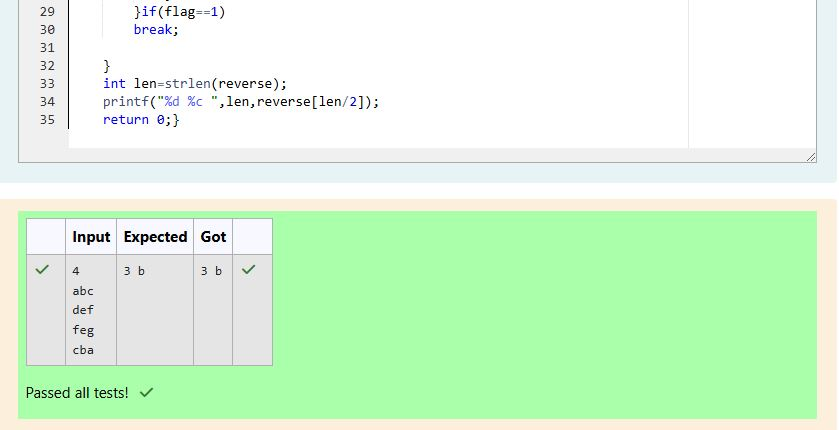 29 }if(flag==1)
30 break;
31
32 }
33 int len=strlen(reverse);
34 printf("%d %c ",len,reverse[len/2]);
35 return 0;}
Input Expected Got
4 3 b 3 b
abc
def
feg
cba
Passed all tests!